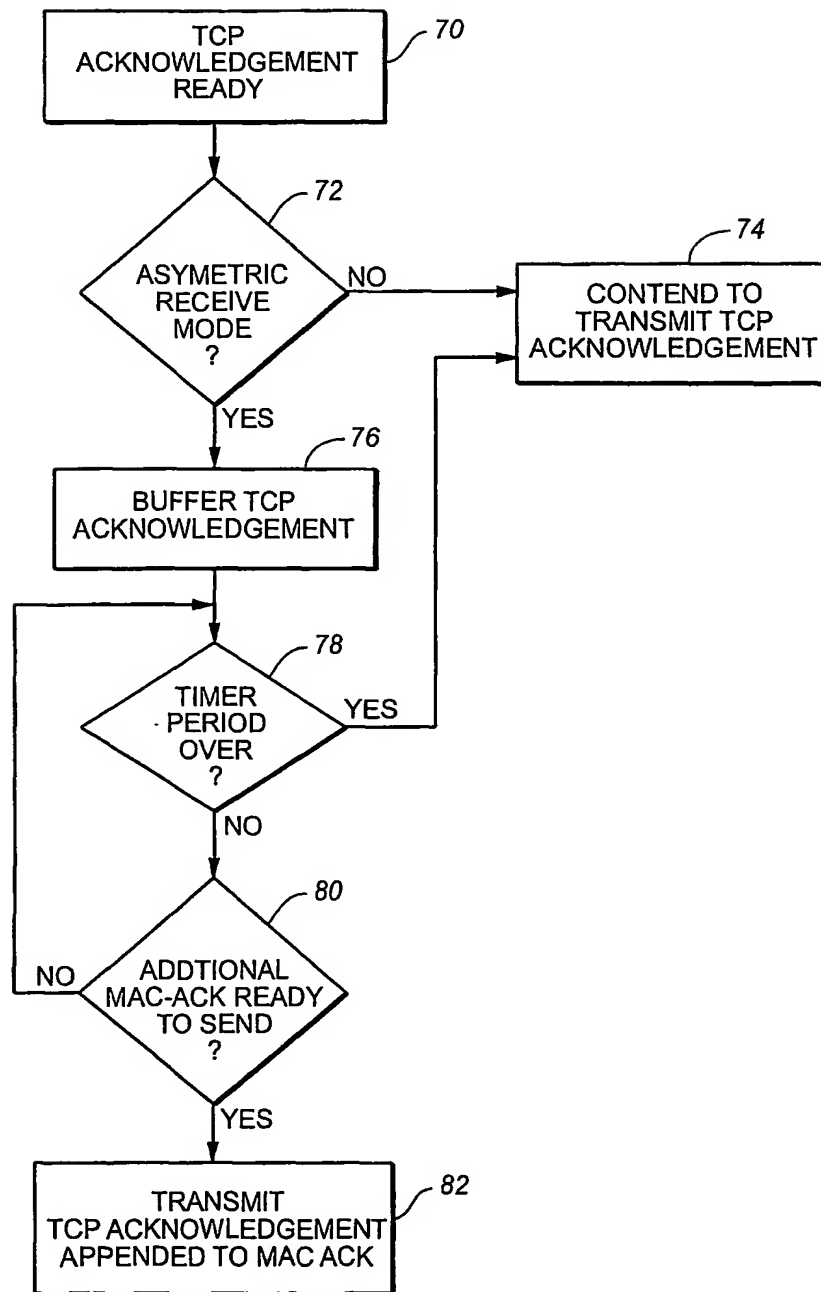 TCP
ACKNOWLEDGEMENT
READY
70
72
ASYMETRIC
RECEIVE
MODE
?
NO
YES
74
CONTEND TO
TRANSMIT TCP
ACKNOWLEDGEMENT
76
BUFFER TCP
ACKNOWLEDGEMENT
78
TIMER
PERIOD
OVER
?
YES
NO
80
ADDTIONAL
MAC-ACK READY
TO SEND
?
NO
YES
82
TRANSMIT
TCP ACKNOWLEDGEMENT
APPENDED TO MAC ACK